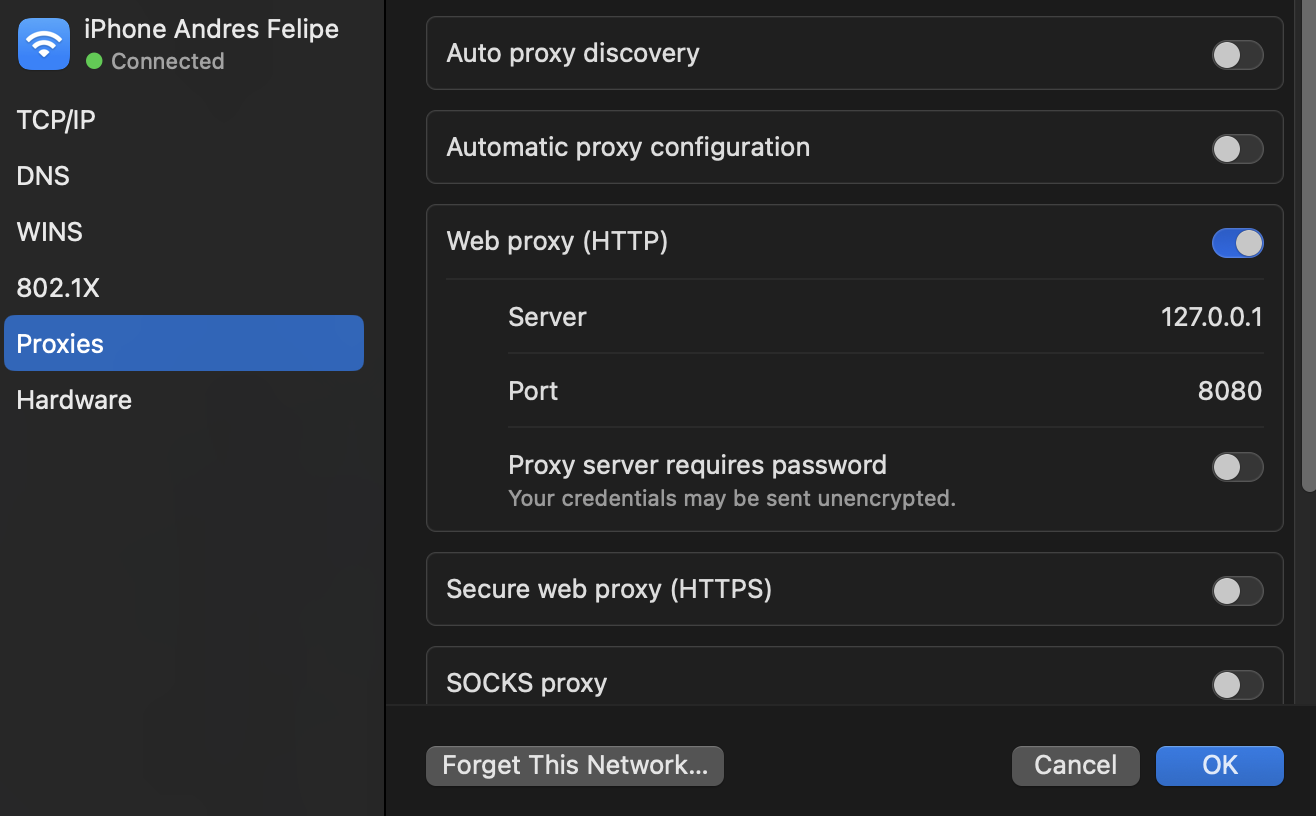 iPhone Andres Felipe
Connected
TCP/IP
DNS
WINS
802.1X
Proxies
Hardware
Auto proxy discovery
Automatic proxy configuration
Web proxy (HTTP)
Server 127.0.0.1
Port 8080
Proxy server requires password
Your credentials may be sent unencrypted.
Secure web proxy (HTTPS)
SOCKS proxy
Forget This Network... Cancel OK